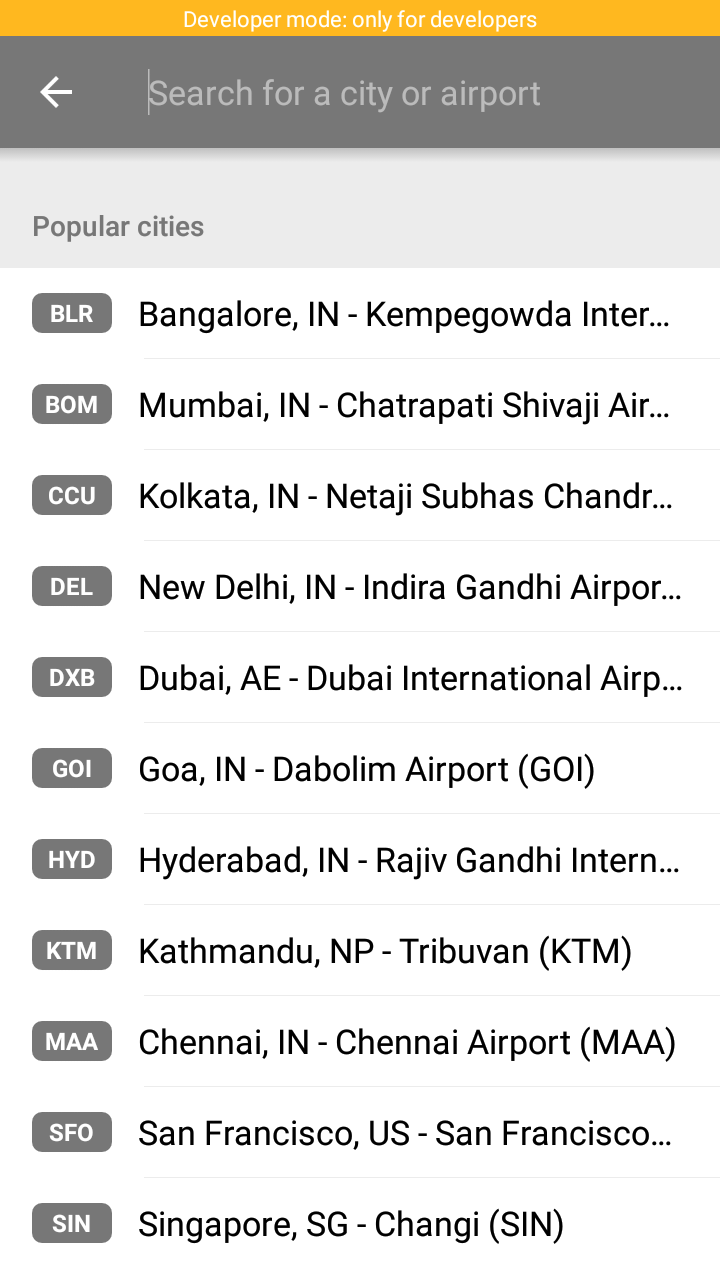 Developer mode: only for developers
Search for a city or airport
Popular cities
BLR Bangalore, IN - Kempegowda Inter...
BOM Mumbai, IN - Chatrapati Shivaji Air...
CCU Kolkata, IN - Netaji Subhas Chandr...
DEL New Delhi, IN - Indira Gandhi Airpor...
DXB Dubai, AE - Dubai International Airp...
GOI Goa, IN - Dabolim Airport (GOI)
HYD Hyderabad, IN - Rajiv Gandhi Intern...
KTM Kathmandu, NP - Tribuvan (KTM)
MAA Chennai, IN - Chennai Airport (MAA)
SFO San Francisco, US - San Francisco...
SIN Singapore, SG - Changi (SIN)